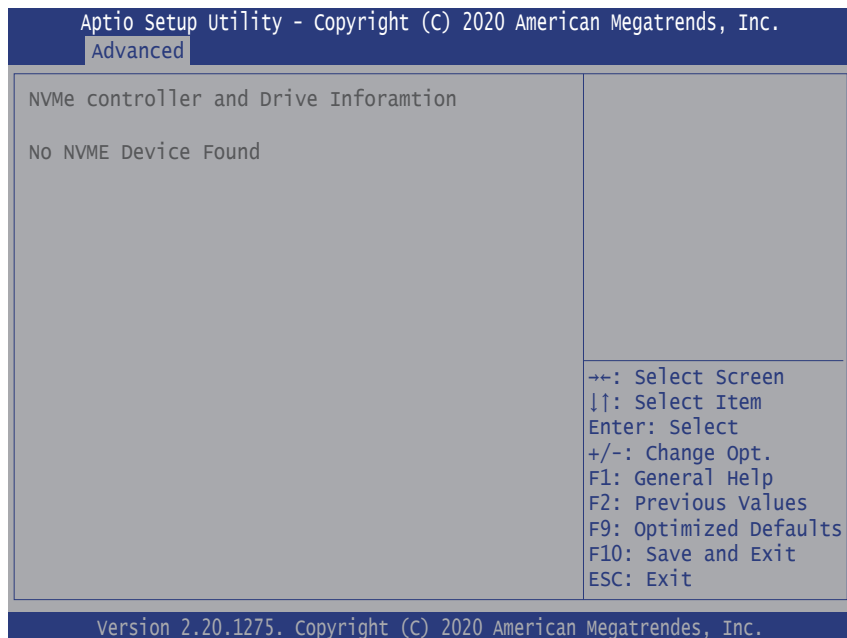 Aptio Setup Utility - Copyright (C) 2020 American Megatrends, Inc.
Advanced
NVMe controller and Drive Inforamtion
No NVME Device Found
→←: Select Screen
↓↑: Select Item
Enter: Select
+/-: Change Opt.
F1: General Help
F2: Previous Values
F9: Optimized Defaults
F10: Save and Exit
ESC: Exit
Version 2.20.1275. Copyright (C) 2020 American Megatrendes, Inc.